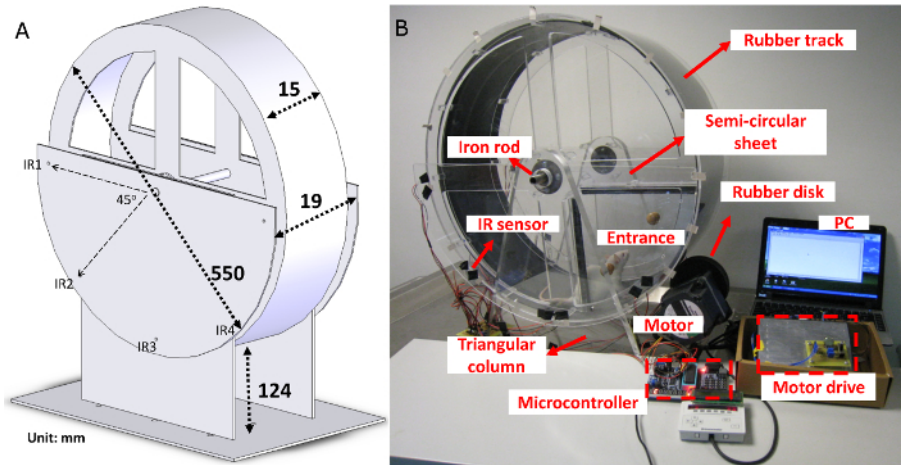 A
15
IR1
45°
19
IR2
550
IR4
IR3
124
Unit: mm
B
Rubber track
Semi-circular
sheet
Iron rod
Rubber disk
PC
IR sensor
Entrance
Motor
Triangular
column
Microcontroller
Motor drive